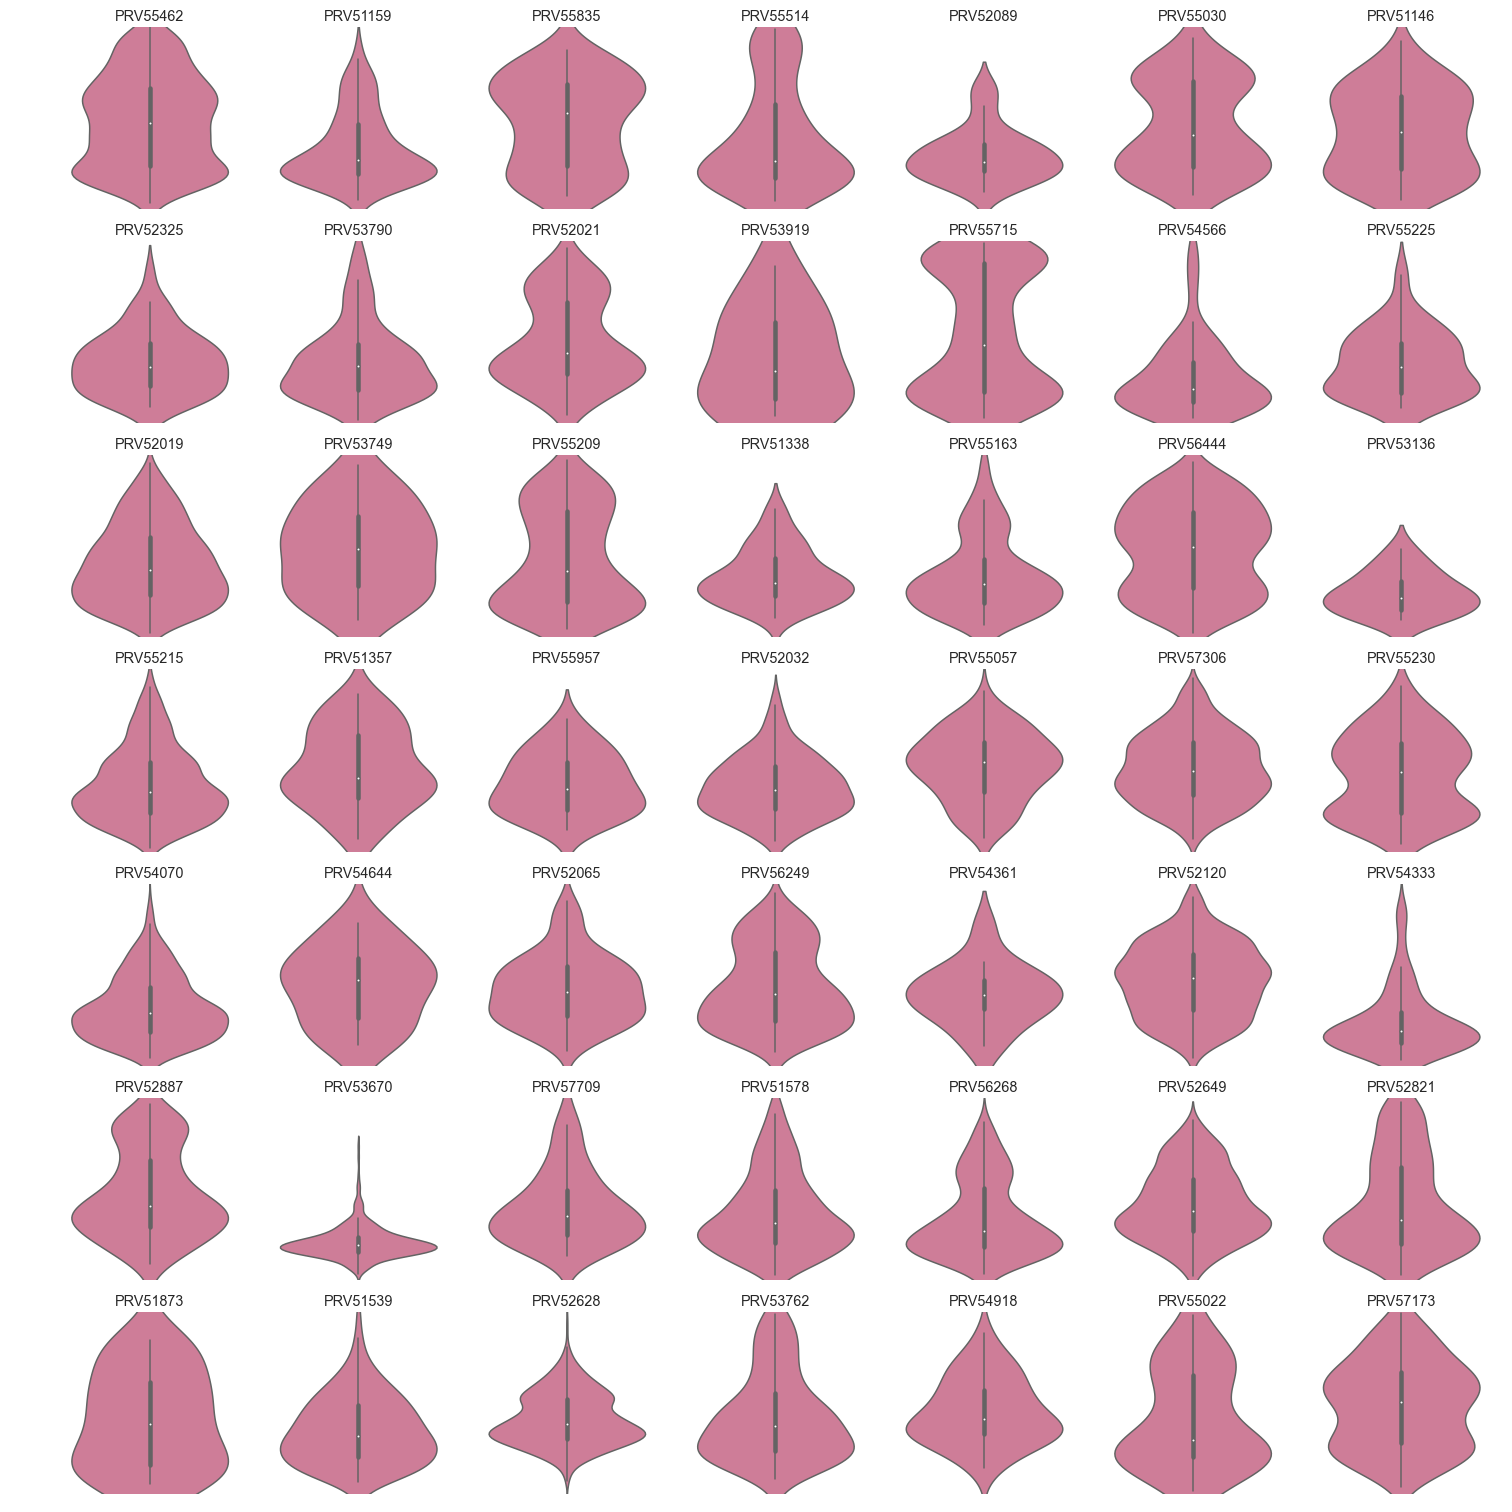 PRV55462 PRV51159 PRV55835 PRV55514 PRV52089 PRV55030 PRV51146
PRV52325 PRV53790 PRV52021 PRV53919 PRV55715 PRV54566 PRV55225
PRV52019 PRV53749 PRV55209 PRV51338 PRV55163 PRV56444 PRV53136
PRV55215 PRV51357 PRV55957 PRV52032 PRV55057 PRV57306 PRV55230
PRV54070 PRV54644 PRV52065 PRV56249 PRV54361 PRV52120 PRV54333
PRV52887 PRV53670 PRV57709 PRV51578 PRV56268 PRV52649 PRV52821
PRV51873 PRV51539 PRV52628 PRV53762 PRV54918 PRV55022 PRV57173